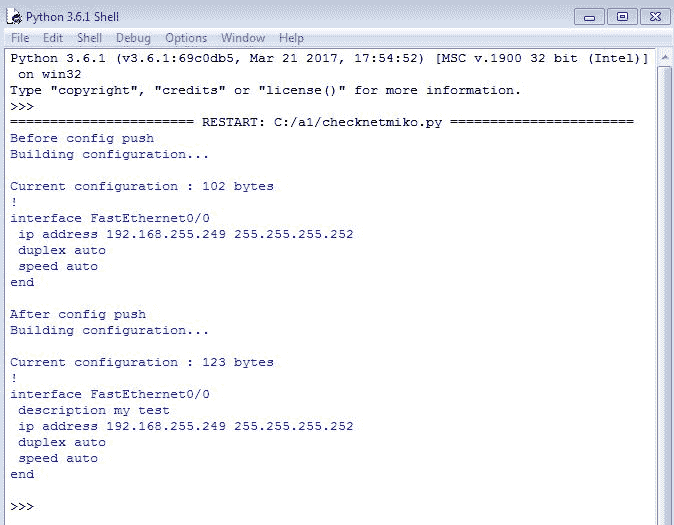 Python 3.6.1 Shell
File Edit Shell Debug Options Window Help
Python 3.6.1 (v3.6.1:69c0db5, Mar 21 2017, 17:54:52) [MSC v.1900 32 bit (Intel)]
 on win32
Type "copyright", "credits" or "license()" for more information.
>>>
======================= RESTART: C:/a1/checknetmiko.py =======================
Before config push
Building configuration...

Current configuration : 102 bytes
!
interface FastEthernet0/0
 ip address 192.168.255.249 255.255.255.252
 duplex auto
 speed auto
end

After config push
Building configuration...

Current configuration : 123 bytes
!
interface FastEthernet0/0
 description my test
 ip address 192.168.255.249 255.255.255.252
 duplex auto
 speed auto
end

>>>